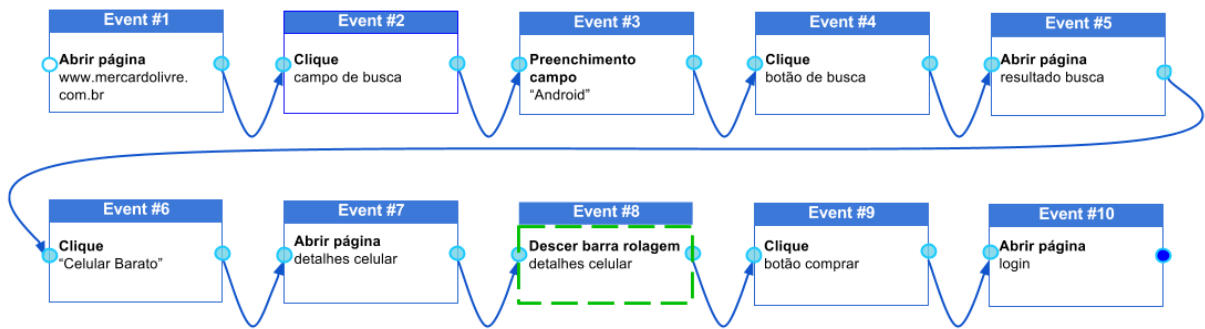 Event #1
Abrir página
www.mercardolivre.
com.br
Event #2
Clique
campo de busca
Event #3
Preenchimento
campo
“Android”
Event #4
Clique
botão de busca
Event #5
Abrir página
resultado busca
Event #6
Clique
“Celular Barato”
Event #7
Abrir página
detalhes celular
Event #8
Descer barra rolagem
detalhes celular
Event #9
Clique
botão comprar
Event #10
Abrir página
login